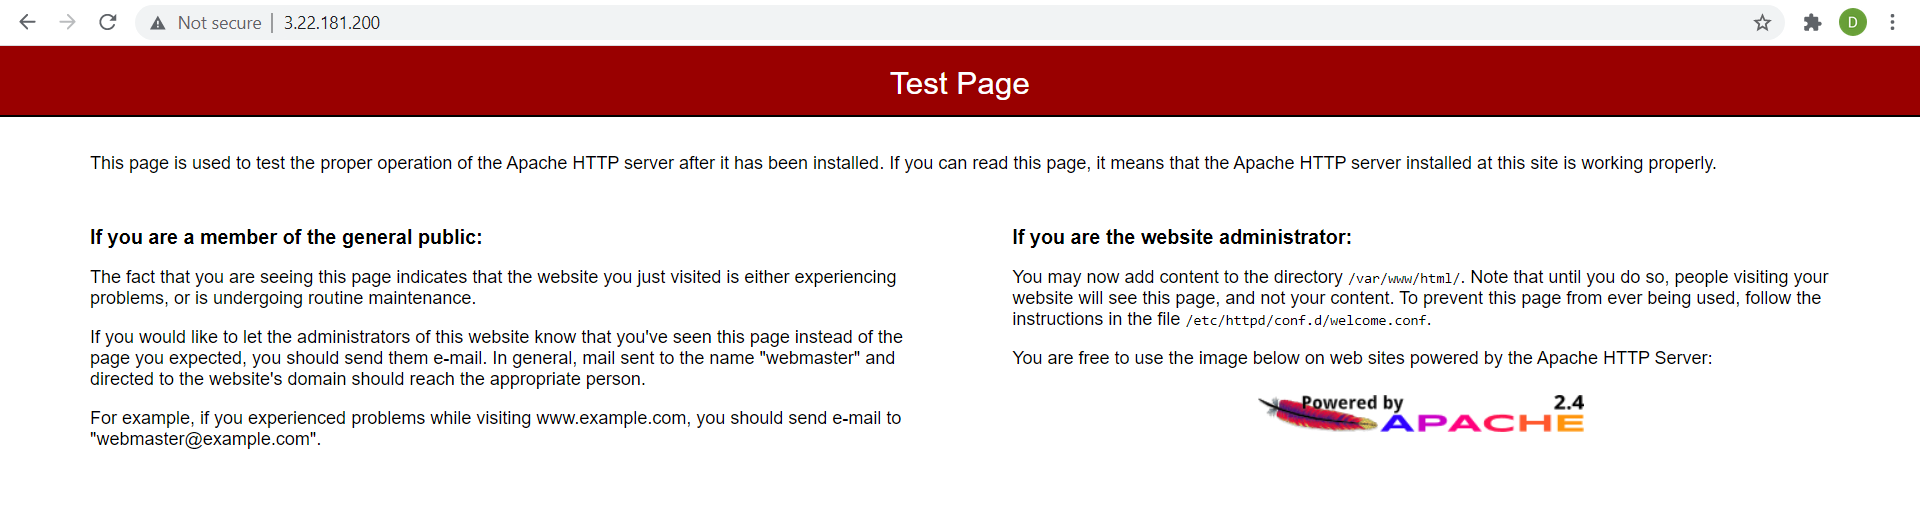 Not secure | 3.22.181.200
D
Test Page
This page is used to test the proper operation of the Apache HTTP server after it has been installed. If you can read this page, it means that the Apache HTTP server installed at this site is working properly.
If you are a member of the general public:
The fact that you are seeing this page indicates that the website you just visited is either experiencing
problems, or is undergoing routine maintenance.
If you would like to let the administrators of this website know that you've seen this page instead of the
page you expected, you should send them e-mail. In general, mail sent to the name "webmaster" and
directed to the website's domain should reach the appropriate person.
For example, if you experienced problems while visiting www.example.com, you should send e-mail to
"webmaster@example.com".
If you are the website administrator:
You may now add content to the directory /var/www/html/. Note that until you do so, people visiting your
website will see this page, and not your content. To prevent this page from ever being used, follow the
instructions in the file /etc/httpd/conf.d/welcome.conf.
You are free to use the image below on web sites powered by the Apache HTTP Server:
Powered by 2.4
APACHE